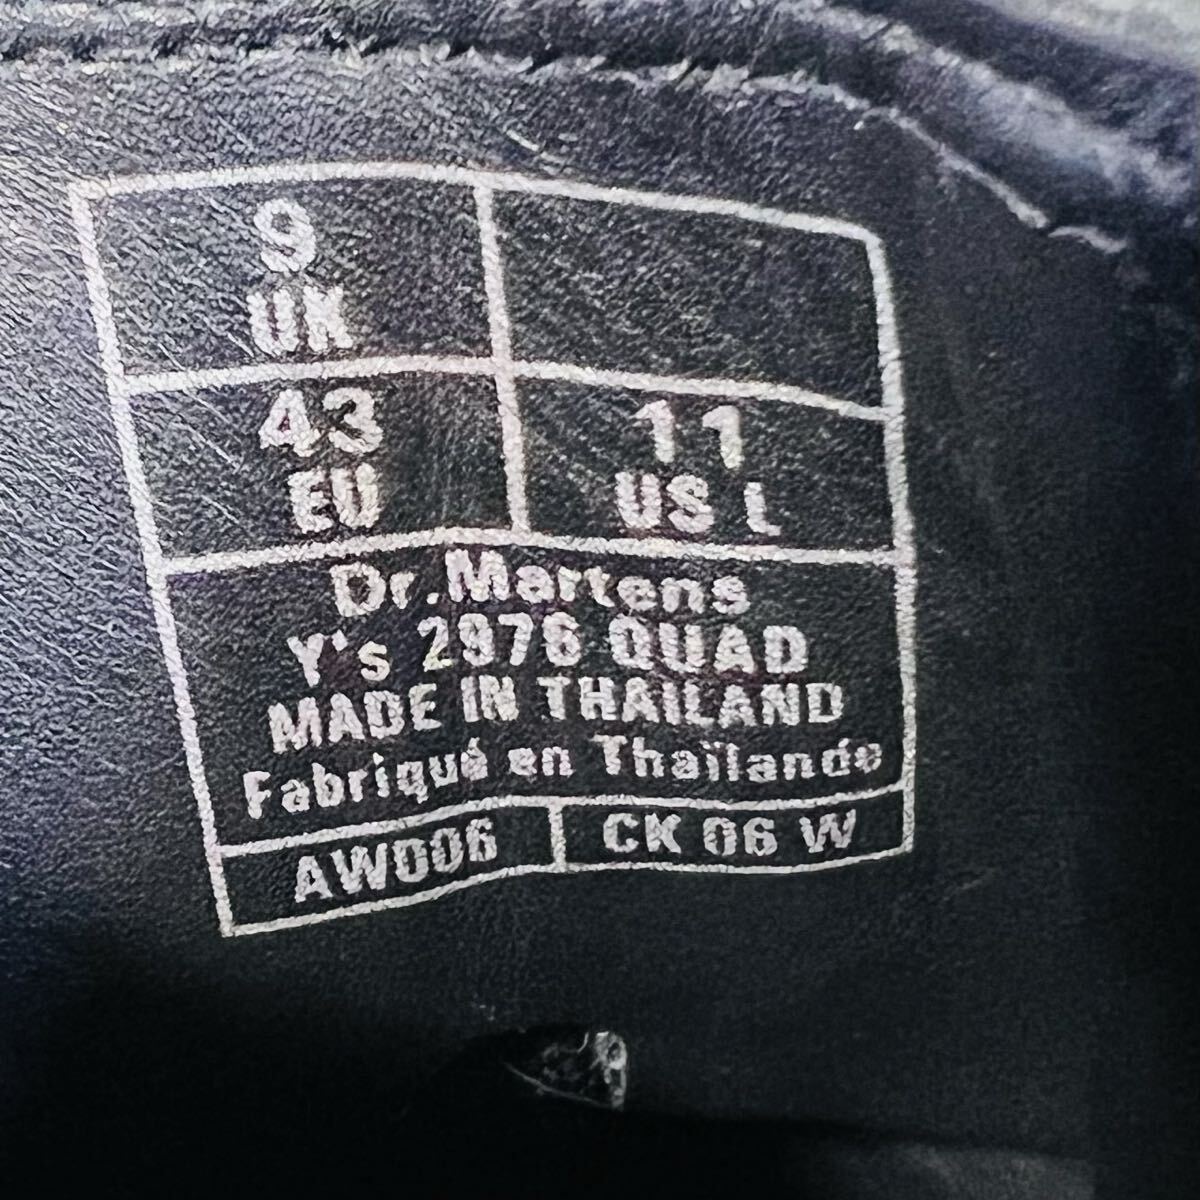 9
UK
43
EU
11
US L
Dr.Martens
Y's 2976 QUAD
MADE IN THAILAND
Fabriqué en Thaïlande
AW006
CK 06 W